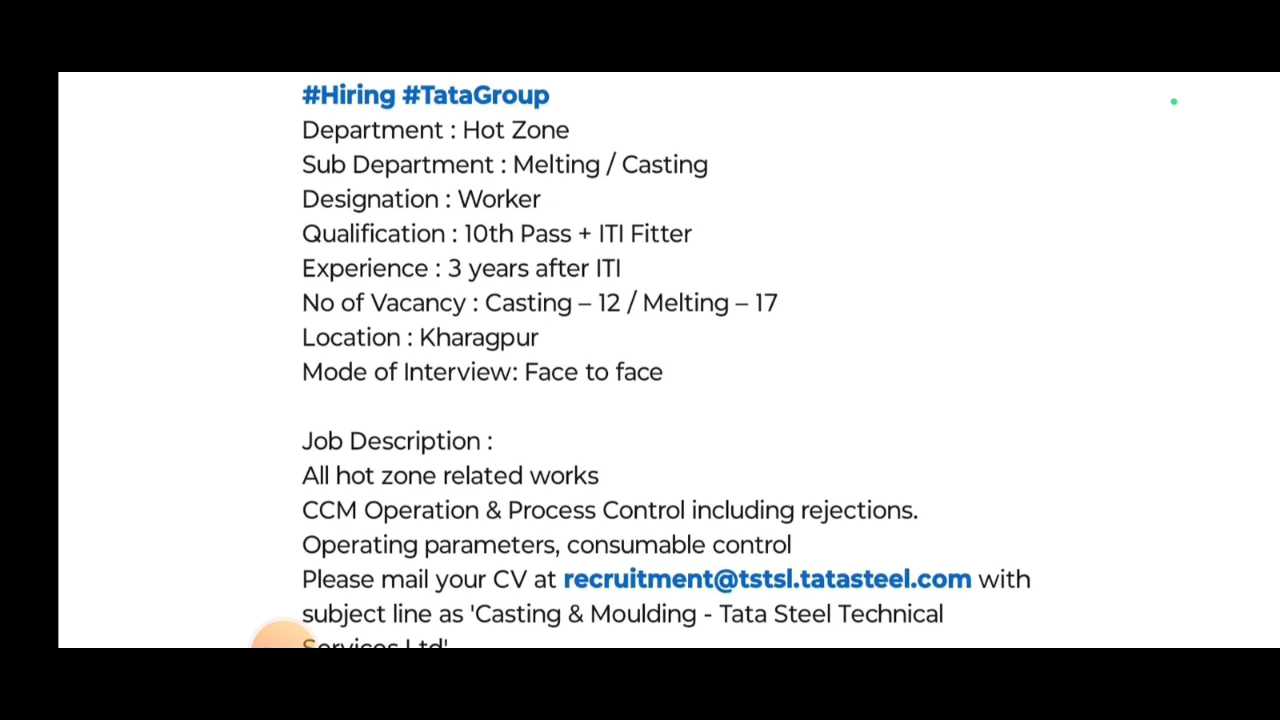 #Hiring #TataGroup
Department : Hot Zone
Sub Department : Melting / Casting
Designation : Worker
Qualification : 10th Pass + ITI Fitter
Experience : 3 years after ITI
No of Vacancy : Casting – 12 / Melting – 17
Location : Kharagpur
Mode of Interview: Face to face
Job Description :
All hot zone related works
CCM Operation & Process Control including rejections.
Operating parameters, consumable control
Please mail your CV at recruitment@tstsl.tatasteel.com with
subject line as 'Casting & Moulding - Tata Steel Technical
Services Ltd'